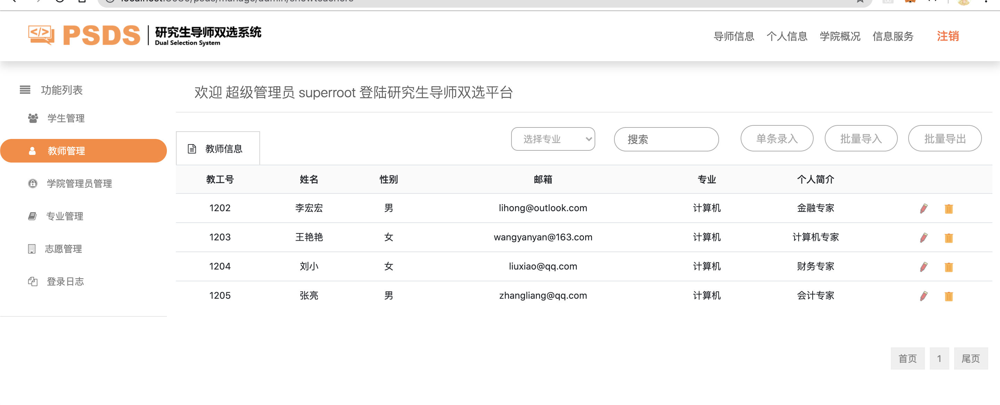 localhost:8080/psds/manage/admin/showteachers
</> PSDS 研究生导师双选系统
Dual Selection System
导师信息 个人信息 学院概况 信息服务 注销
功能列表
学生管理
教师管理
学院管理员管理
专业管理
志愿管理
登录日志
欢迎 超级管理员 superroot 登陆研究生导师双选平台
教师信息 选择专业 搜索 单条录入 批量导入 批量导出
教工号 姓名 性别 邮箱 专业 个人简介
1202 李宏宏 男 lihong@outlook.com 计算机 金融专家
1203 王艳艳 女 wangyanyan@163.com 计算机 计算机专家
1204 刘小 女 liuxiao@qq.com 计算机 财务专家
1205 张亮 男 zhangliang@qq.com 计算机 会计专家
首页 1 尾页